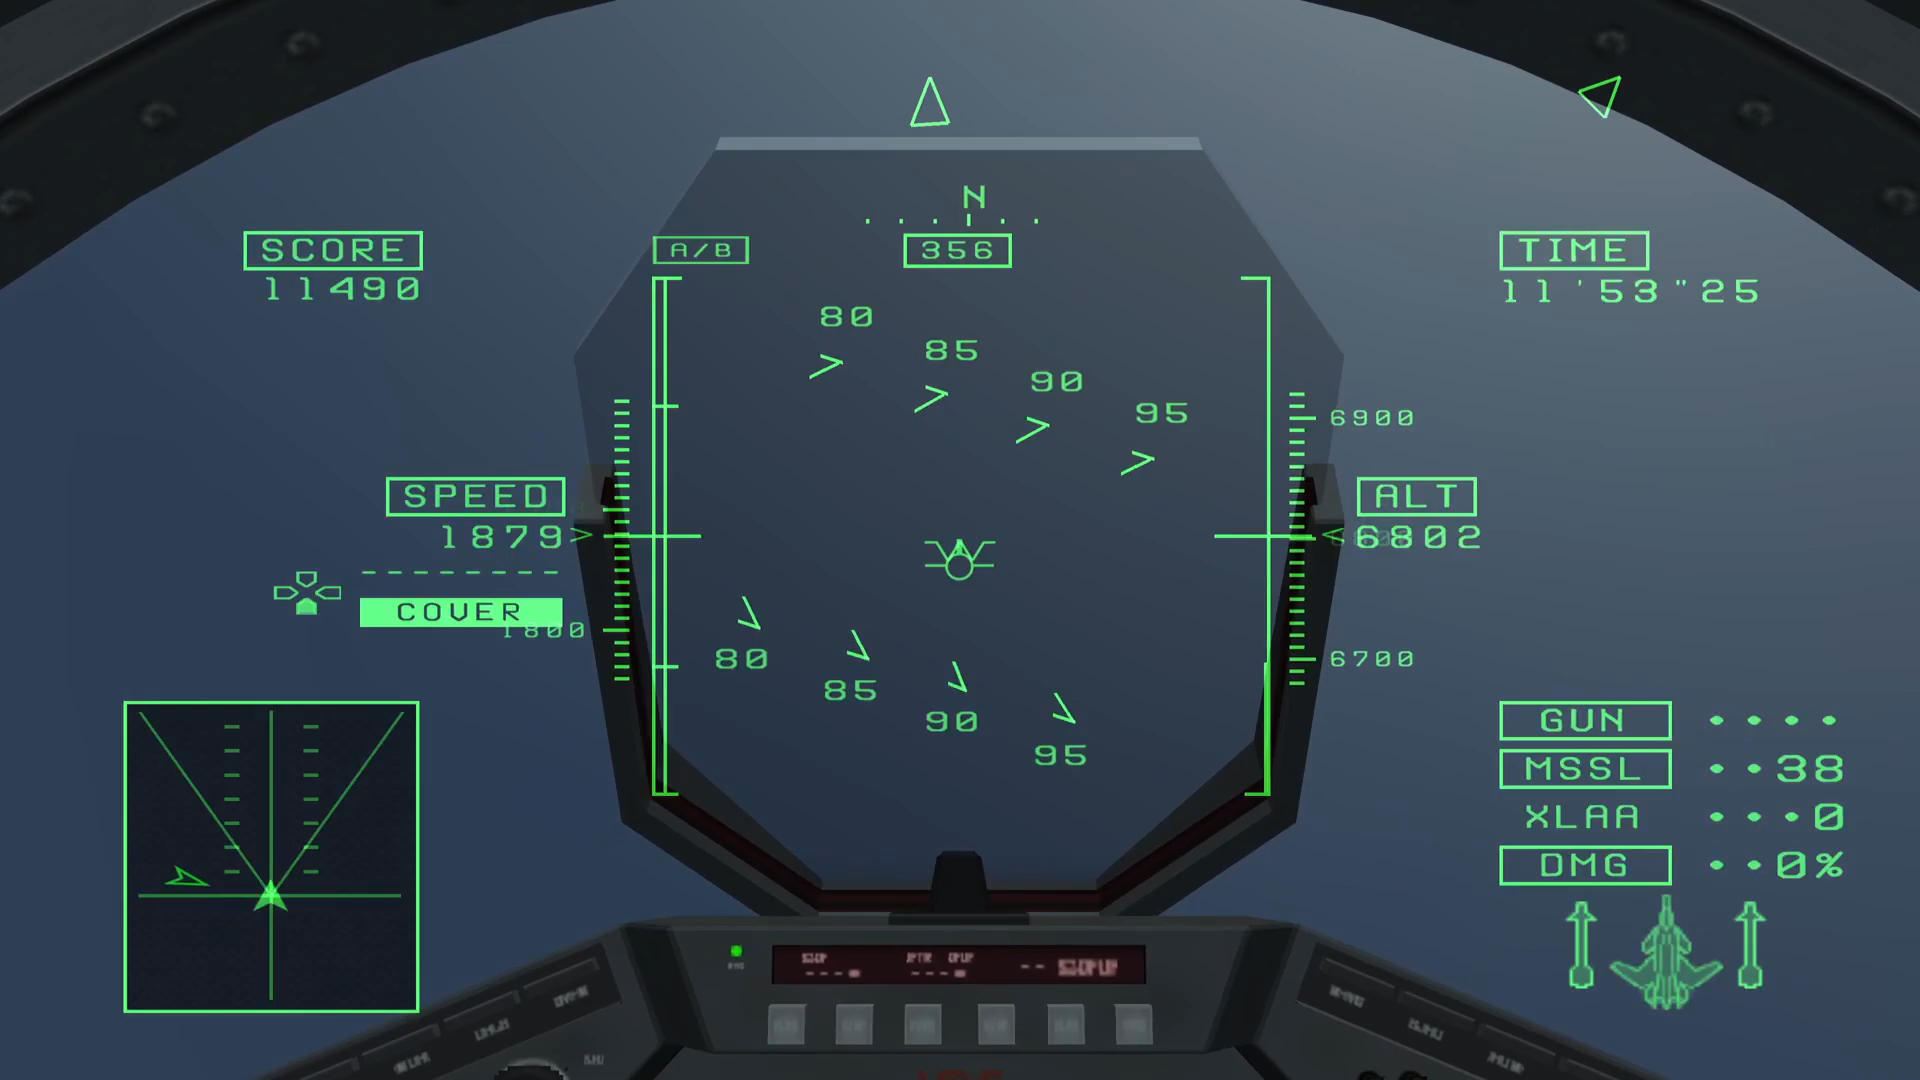 N
SCORE
11490
A/B
356
TIME
11'53"25
80
85
90
95
6900
SPEED
1879
ALT
6802
COVER
1800
80
85
90
95
6700
GUN
MSSL 38
XLAA 0
DMG 0%